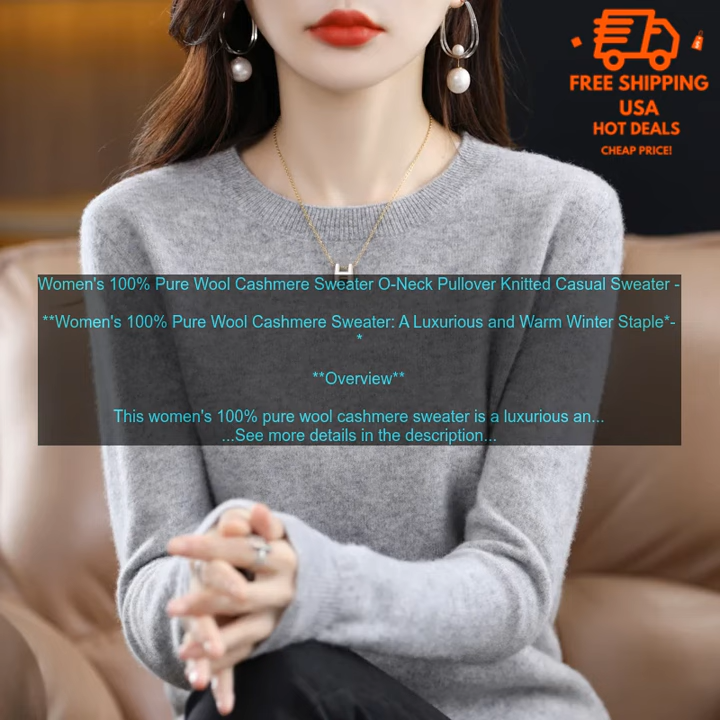 FREE SHIPPING
USA
HOT DEALS
CHEAP PRICE!
H
Women's 100% Pure Wool Cashmere Sweater O-Neck Pullover Knitted Casual Sweater -
**Women's 100% Pure Wool Cashmere Sweater: A Luxurious and Warm Winter Staple*-
*
**Overview**
This women's 100% pure wool cashmere sweater is a luxurious an...
...See more details in the description...